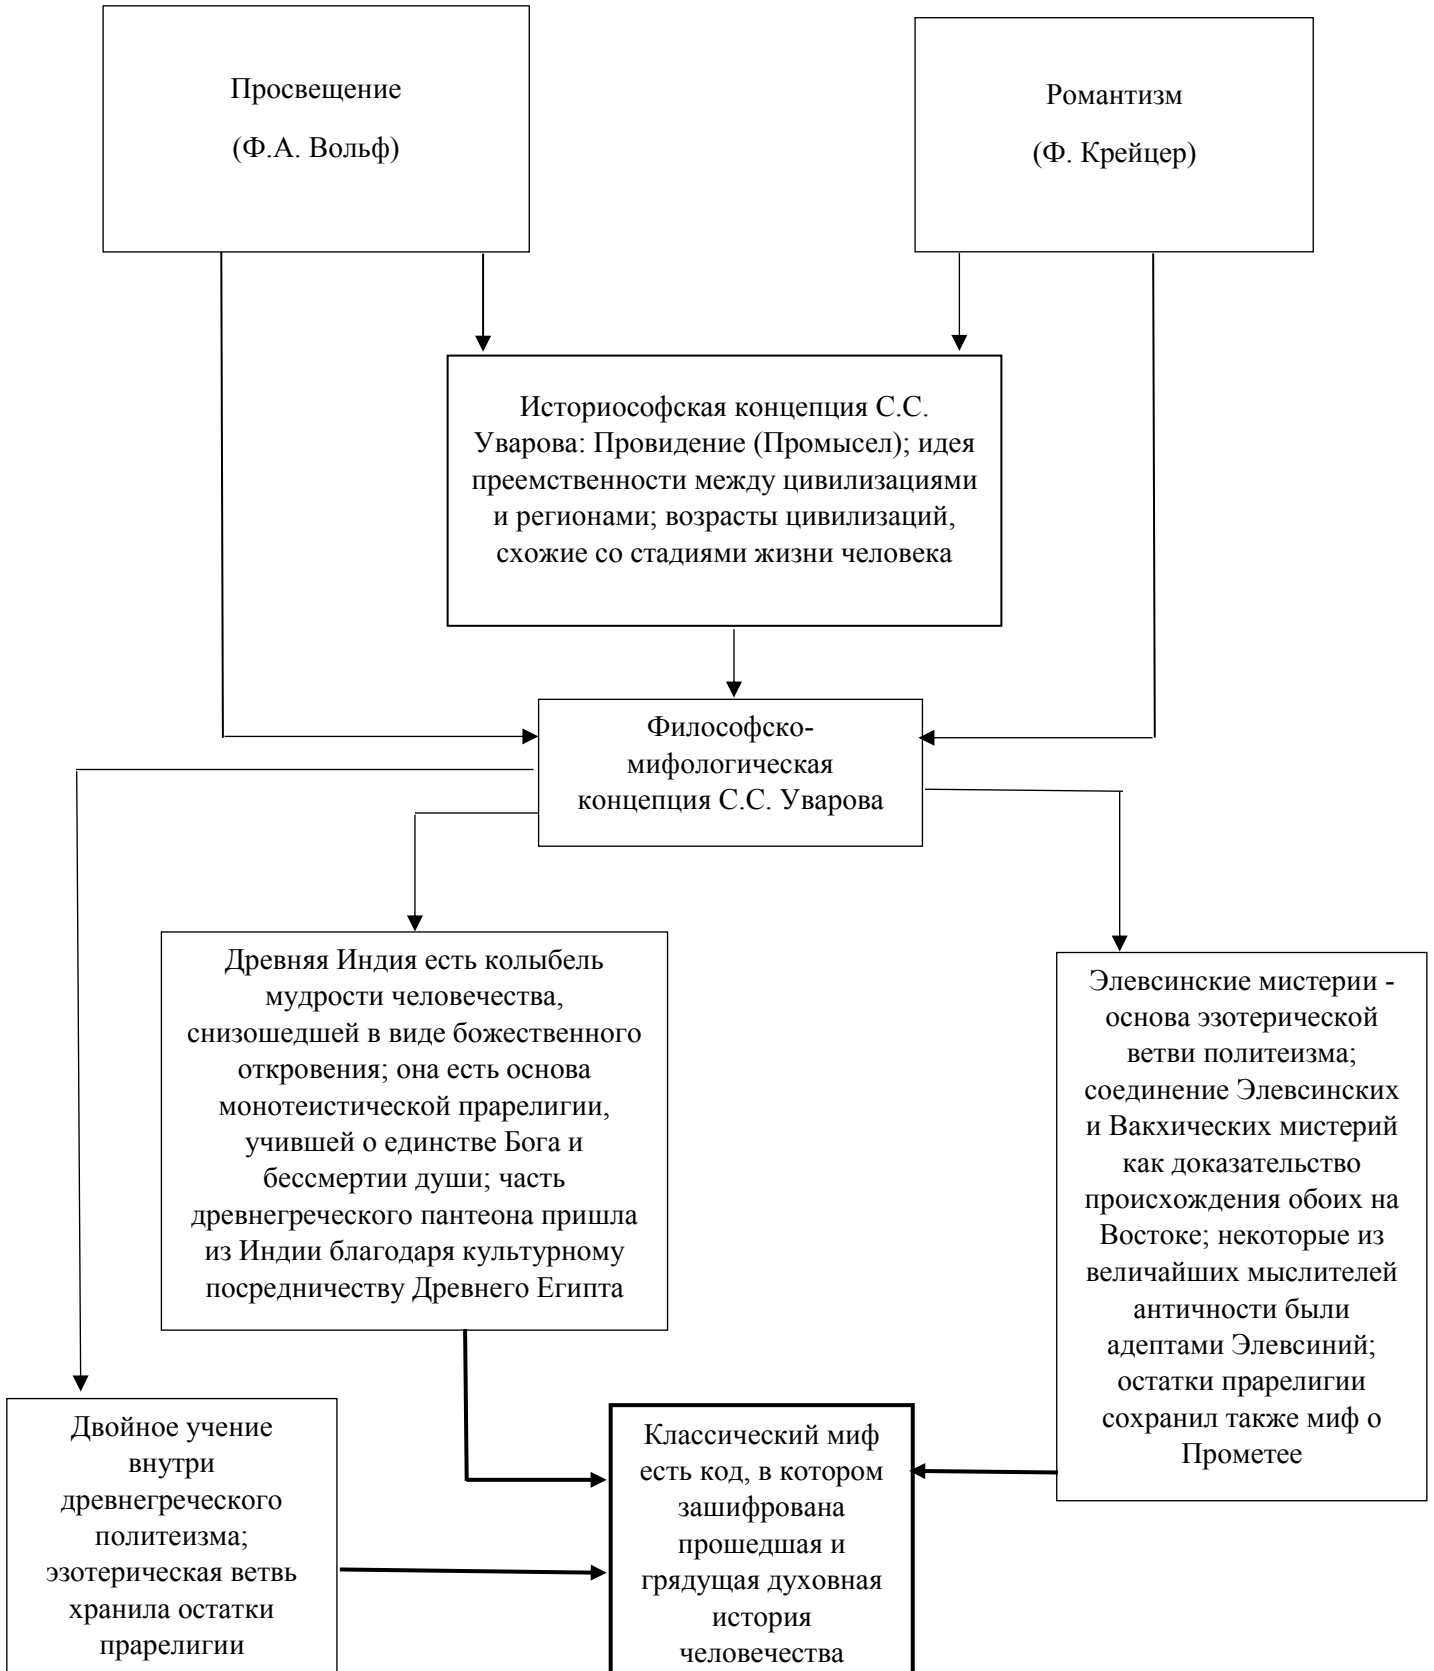 Просвещение
(Ф.А. Вольф)
Романтизм
(Ф. Крейцер)
Историософская концепция С.С.
Уварова: Провидение (Промысел); идея
преемственности между цивилизациями
и регионами; возрасты цивилизаций,
схожие со стадиями жизни человека
Философско-
мифологическая
концепция С.С. Уварова
Древняя Индия есть колыбель
мудрости человечества,
снизошедшей в виде божественного
откровения; она есть основа
монотеистической прарелигии,
учившей о единстве Бога и
бессмертии души; часть
древнегреческого пантеона пришла
из Индии благодаря культурному
посредничеству Древнего Египта
Элевсинские мистерии -
основа эзотерической
ветви политеизма;
соединение Элевсинских
и Вакхических мистерий
как доказательство
происхождения обоих на
Востоке; некоторые из
величайших мыслителей
античности были
адептами Элевсиний;
остатки прарелигии
сохранил также миф о
Прометее
Двойное учение
внутри
древнегреческого
политеизма;
эзотерическая ветвь
хранила остатки
прарелигии
Классический миф
есть код, в котором
зашифрована
прошедшая и
грядущая духовная
история
человечества